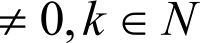 ≠ 0, k ∈ N